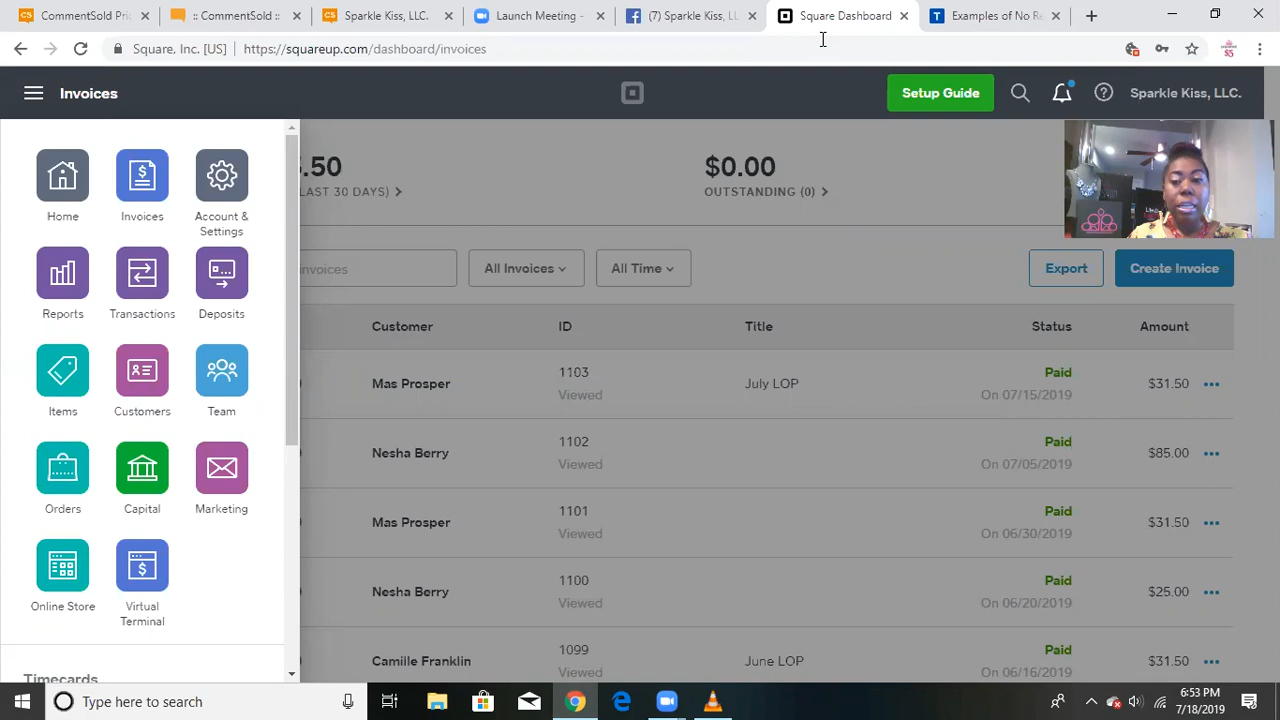 CommentSold Pri
:: CommentSold ::
Sparkle Kiss, LLC.
Launch Meeting -
(7) Sparkle Kiss, LL
Square Dashboard
Examples of No Re
Square, Inc. [US]
https://squareup.com/dashboard/invoices
Invoices
Setup Guide
Sparkle Kiss, LLC.
Home
Invoices
Account &
Settings
Reports
Transactions
Deposits
Items
Customers
Team
Orders
Capital
Marketing
Online Store
Virtual
Terminal
Timecards
.50
LAST 30 DAYS)
$0.00
OUTSTANDING (0)
invoices
All Invoices
All Time
Export
Create Invoice
Customer ID Title Status Amount
Mas Prosper 1103 Viewed July LOP Paid On 07/15/2019 $31.50
Nesha Berry 1102 Viewed Paid On 07/05/2019 $85.00
Mas Prosper 1101 Viewed Paid On 06/30/2019 $31.50
Nesha Berry 1100 Viewed Paid On 06/20/2019 $25.00
Camille Franklin 1099 Viewed June LOP Paid On 06/16/2019 $31.50
Type here to search
8:53 PM
7/18/2019